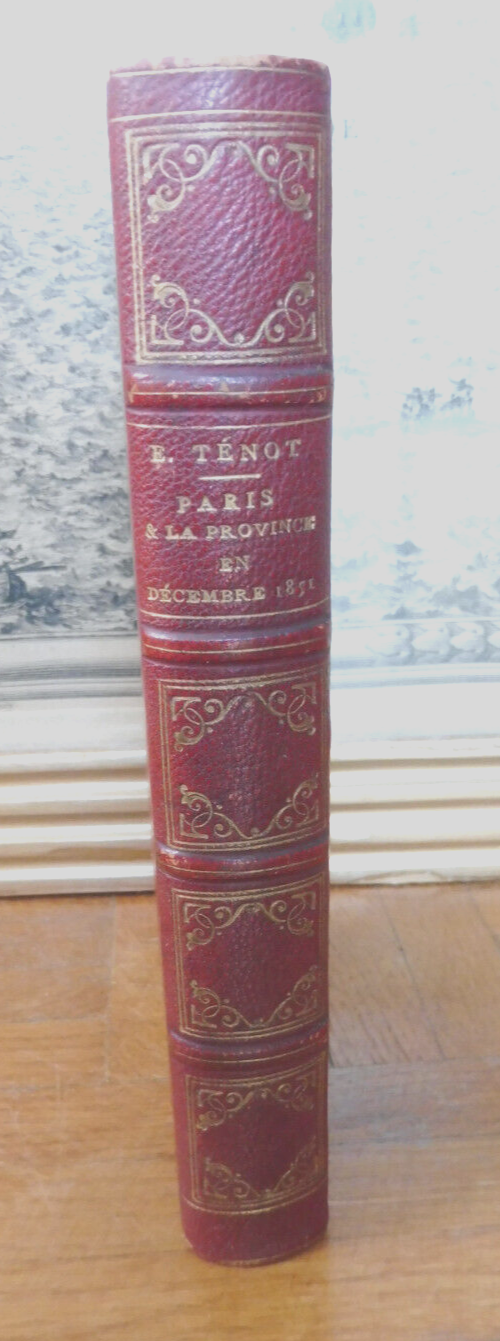 E. TÉNOT
PARIS
& LA PROVINCE
EN
DÉCEMBRE 1851